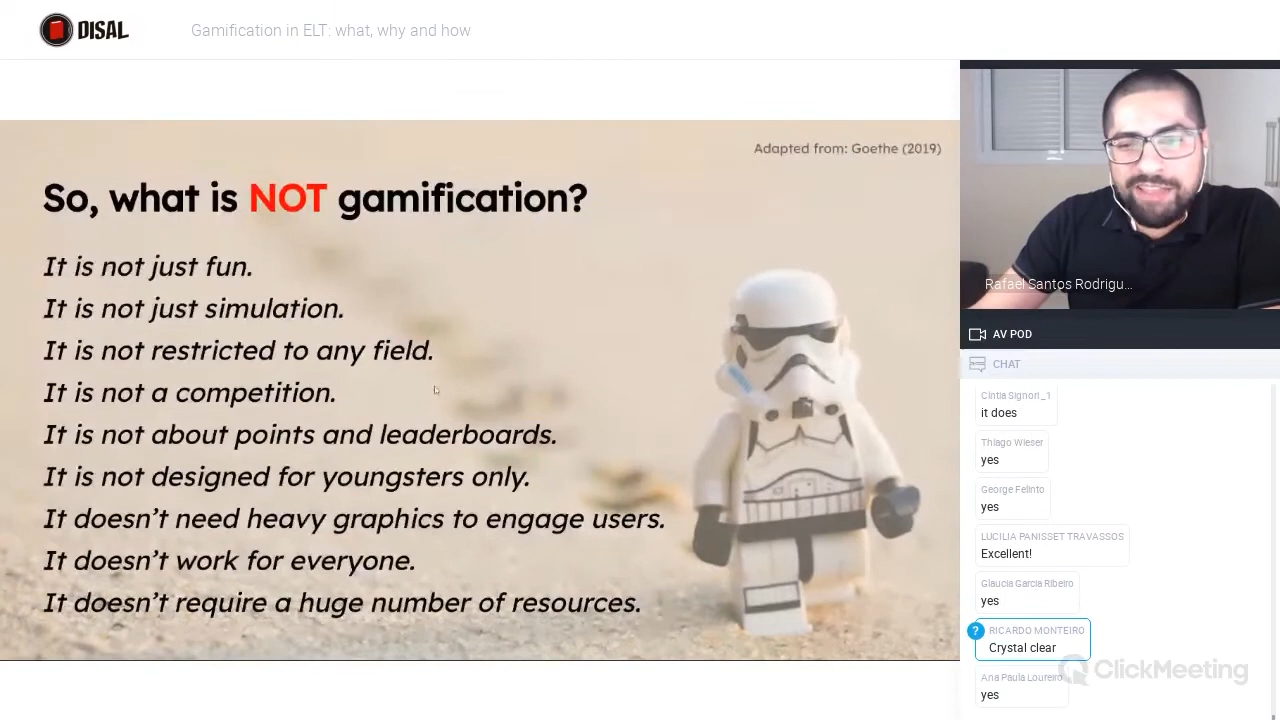 DISAL
Gamification in ELT: what, why and how
Adapted from: Goethe (2019)
So, what is NOT gamification?
It is not just fun.
It is not just simulation.
It is not restricted to any field.
It is not a competition.
It is not about points and leaderboards.
It is not designed for youngsters only.
It doesn't need heavy graphics to engage users.
It doesn't work for everyone.
It doesn't require a huge number of resources.
Rafael Santos Rodrigu...
AV POD
CHAT
Cintia Signori _1
it does
Thiago Wieser
yes
George Felinto
yes
LUCILIA PANISSET TRAVASSOS
Excellent!
Glaucia Garcia Ribeiro
yes
?
RICARDO MONTEIRO
Crystal clear
Ana Paula Loureiro
yes
ClickMeeting